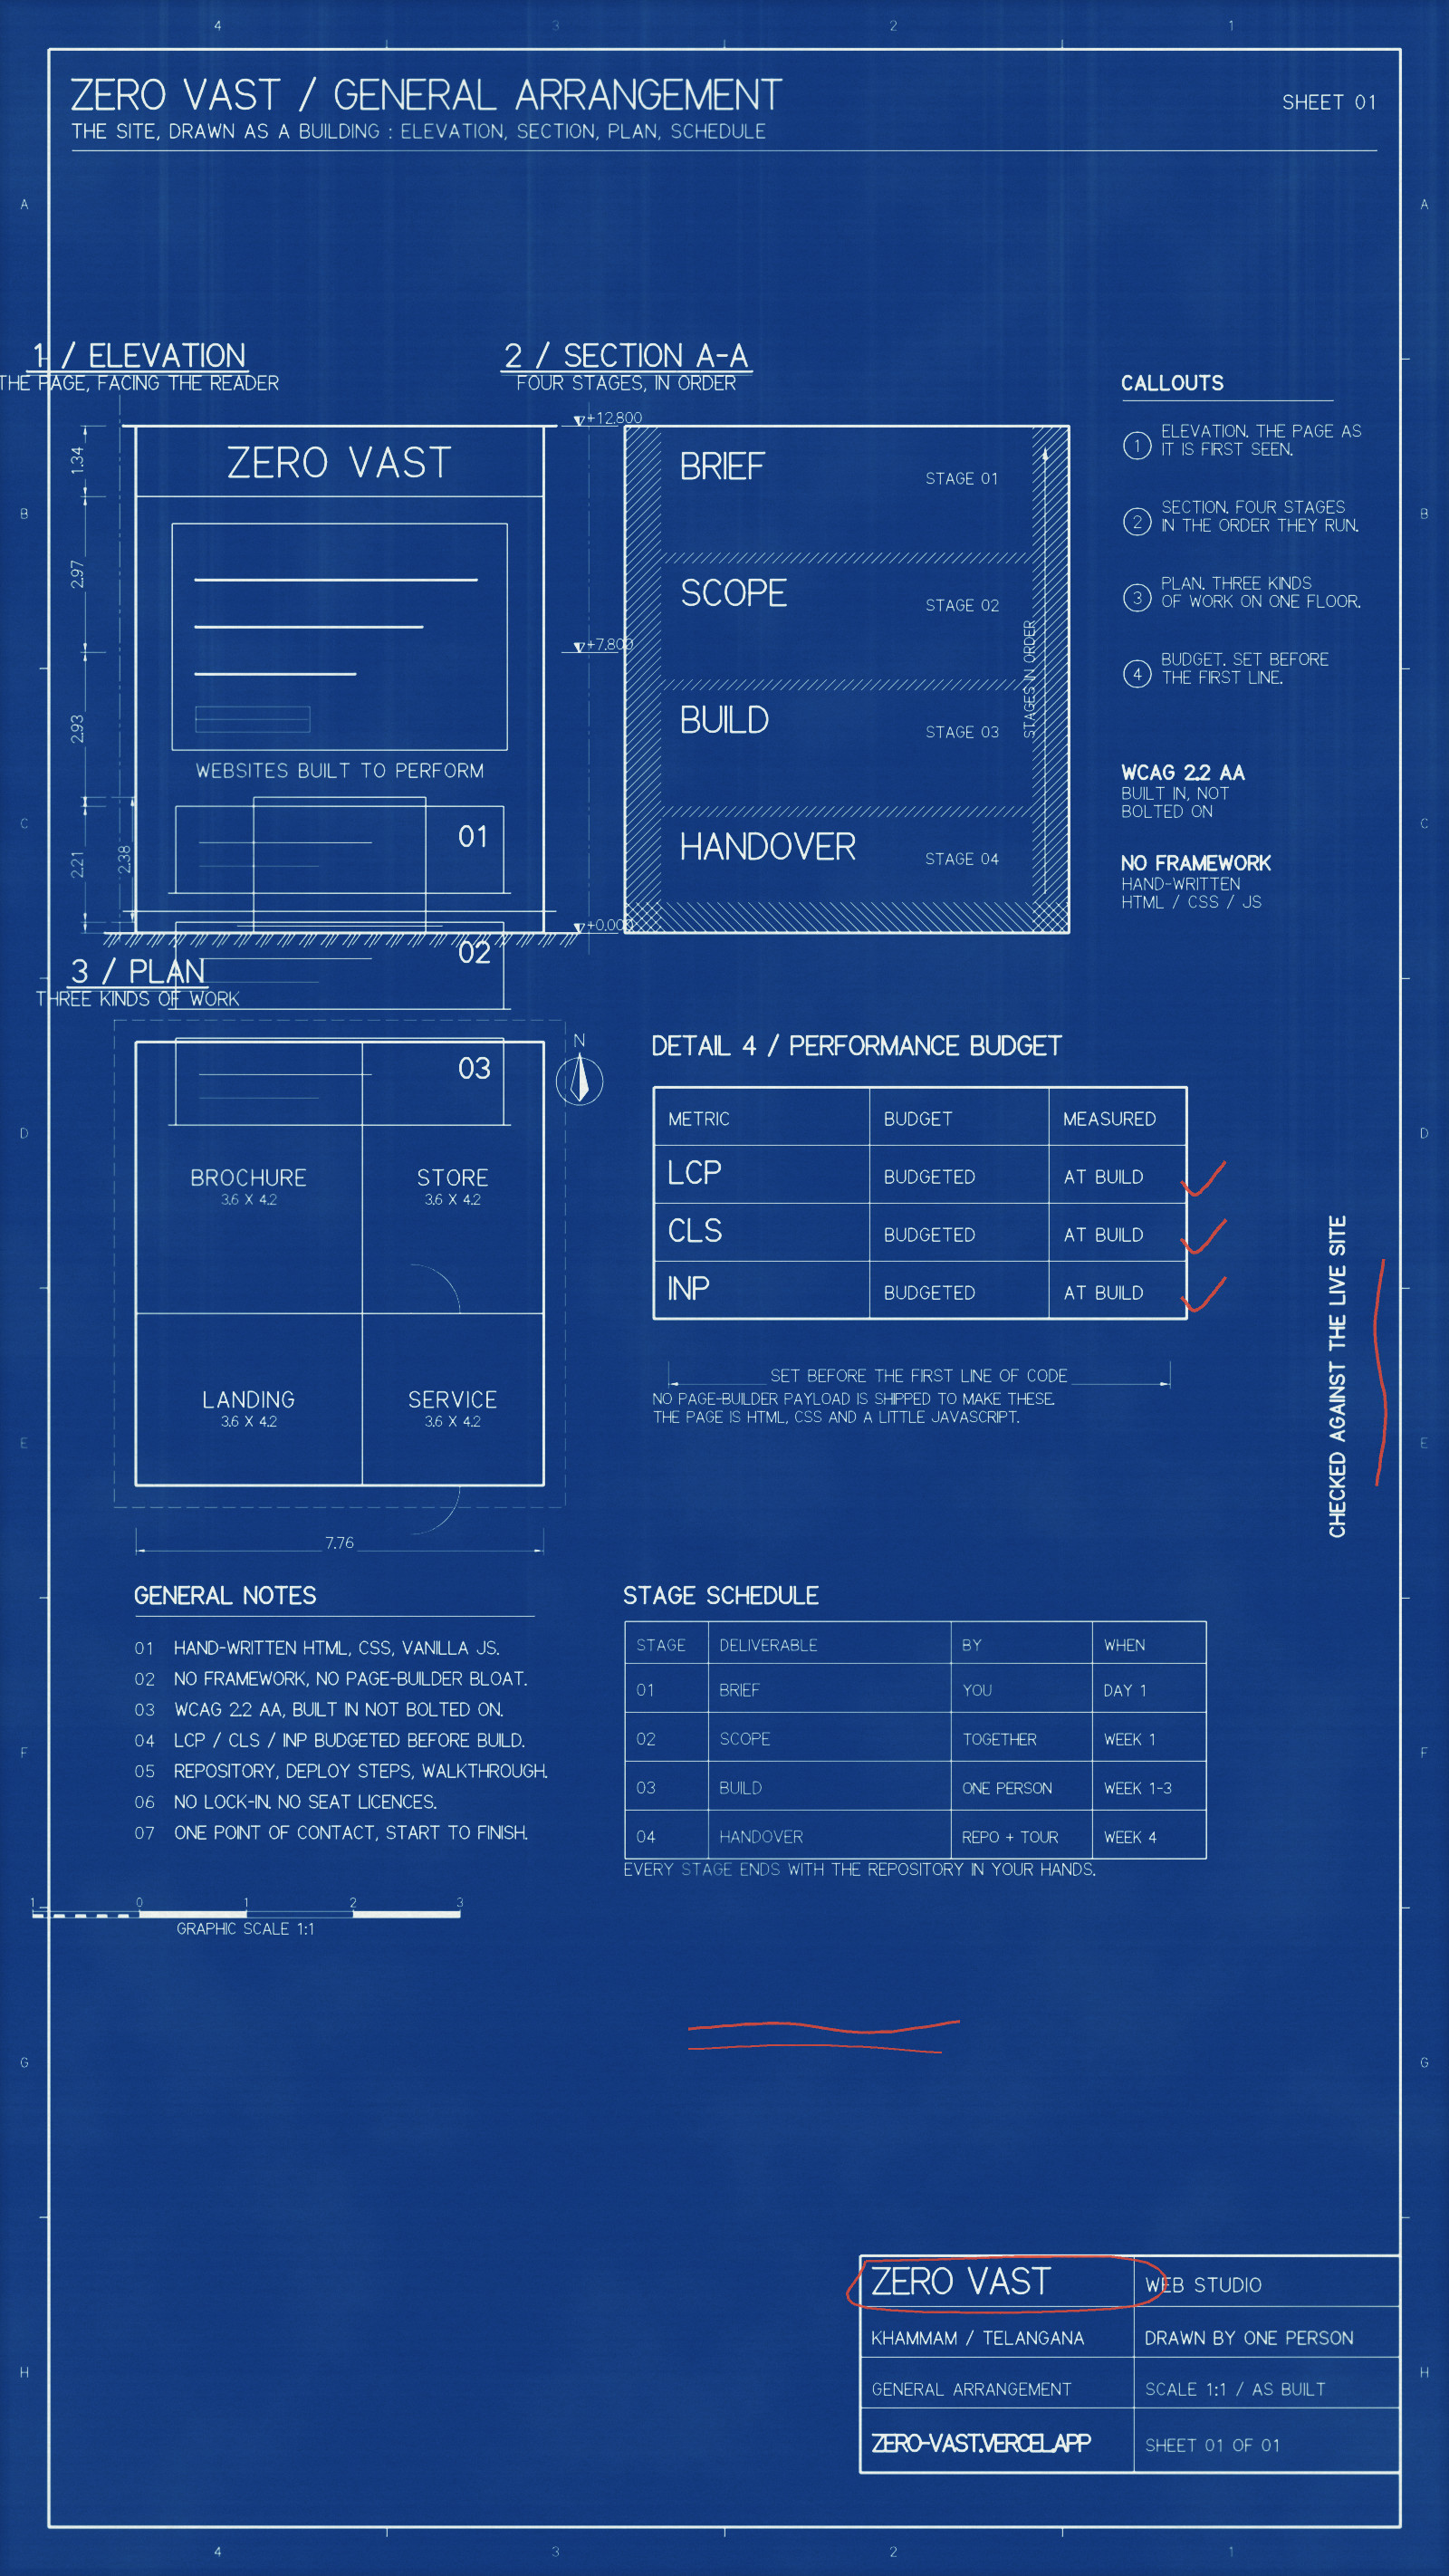 4 3 2 1
ZERO VAST / GENERAL ARRANGEMENT
SHEET 01
THE SITE, DRAWN AS A BUILDING : ELEVATION, SECTION, PLAN, SCHEDULE
A A
1 / ELEVATION
THE PAGE, FACING THE READER
2 / SECTION A-A
FOUR STAGES, IN ORDER
CALLOUTS
1 ELEVATION. THE PAGE AS
IT IS FIRST SEEN.
2 SECTION. FOUR STAGES
IN THE ORDER THEY RUN.
3 PLAN. THREE KINDS
OF WORK ON ONE FLOOR.
4 BUDGET. SET BEFORE
THE FIRST LINE.
WCAG 2.2 AA
BUILT IN, NOT
BOLTED ON
NO FRAMEWORK
HAND-WRITTEN
HTML / CSS / JS
B B
C C
1.34
2.97
2.93
2.21
2.38
ZERO VAST
WEBSITES BUILT TO PERFORM
01
02
03
+12.800
+7.800
+0.000
BRIEF
STAGE 01
SCOPE
STAGE 02
BUILD
STAGE 03
HANDOVER
STAGE 04
STAGES IN ORDER
3 / PLAN
THREE KINDS OF WORK
N
BROCHURE
3.6 X 4.2
STORE
3.6 X 4.2
LANDING
3.6 X 4.2
SERVICE
3.6 X 4.2
7.76
D D
DETAIL 4 / PERFORMANCE BUDGET
METRIC BUDGET MEASURED
LCP BUDGETED AT BUILD
CLS BUDGETED AT BUILD
INP BUDGETED AT BUILD
SET BEFORE THE FIRST LINE OF CODE
NO PAGE-BUILDER PAYLOAD IS SHIPPED TO MAKE THESE.
THE PAGE IS HTML, CSS AND A LITTLE JAVASCRIPT.
CHECKED AGAINST THE LIVE SITE
E E
GENERAL NOTES
01 HAND-WRITTEN HTML, CSS, VANILLA JS.
02 NO FRAMEWORK, NO PAGE-BUILDER BLOAT.
03 WCAG 2.2 AA, BUILT IN NOT BOLTED ON.
04 LCP / CLS / INP BUDGETED BEFORE BUILD.
05 REPOSITORY, DEPLOY STEPS, WALKTHROUGH.
06 NO LOCK-IN. NO SEAT LICENCES.
07 ONE POINT OF CONTACT, START TO FINISH.
STAGE SCHEDULE
STAGE DELIVERABLE BY WHEN
01 BRIEF YOU DAY 1
02 SCOPE TOGETHER WEEK 1
03 BUILD ONE PERSON WEEK 1-3
04 HANDOVER REPO + TOUR WEEK 4
EVERY STAGE ENDS WITH THE REPOSITORY IN YOUR HANDS.
F F
1 0 1 2 3
GRAPHIC SCALE 1:1
G G
ZERO VAST WEB STUDIO
KHAMMAM / TELANGANA DRAWN BY ONE PERSON
GENERAL ARRANGEMENT SCALE 1:1 / AS BUILT
ZERO-VAST.VERCEL.APP SHEET 01 OF 01
H H
4 3 2 1